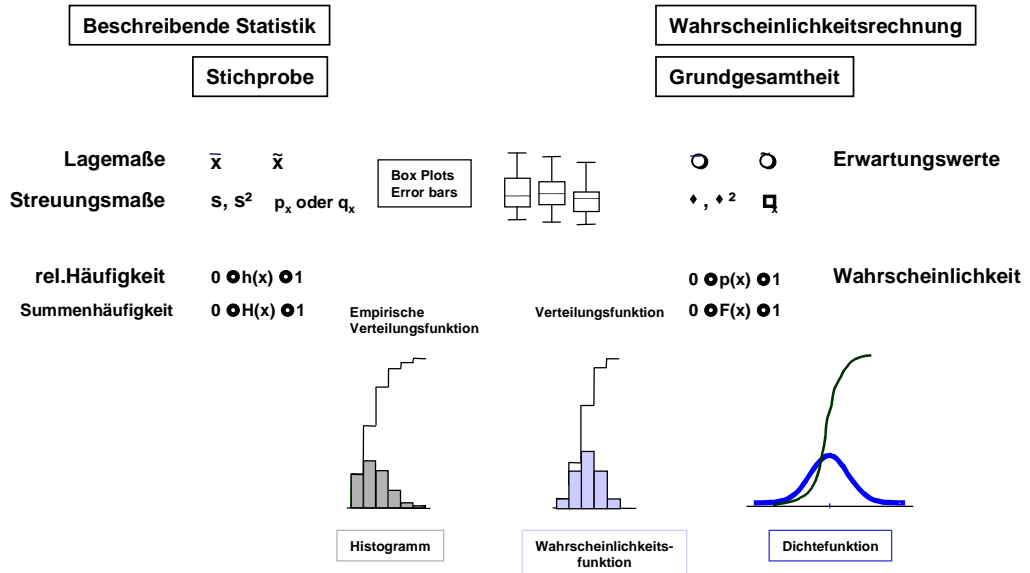 Beschreibende Statistik
Wahrscheinlichkeitsrechnung
Stichprobe
Grundgesamtheit
Lagemaße x̅ x̃
Box Plots
Error bars
Erwartungswerte
Streuungsmaße s, s² pₓ oder qₓ
♦ , ♦ ²
rel.Häufigkeit 0 h(x) 1
0 p(x) 1 Wahrscheinlichkeit
Summenhäufigkeit 0 H(x) 1
Empirische
Verteilungsfunktion
Verteilungsfunktion
0 F(x) 1
Histogramm
Wahrscheinlichkeits-
funktion
Dichtefunktion